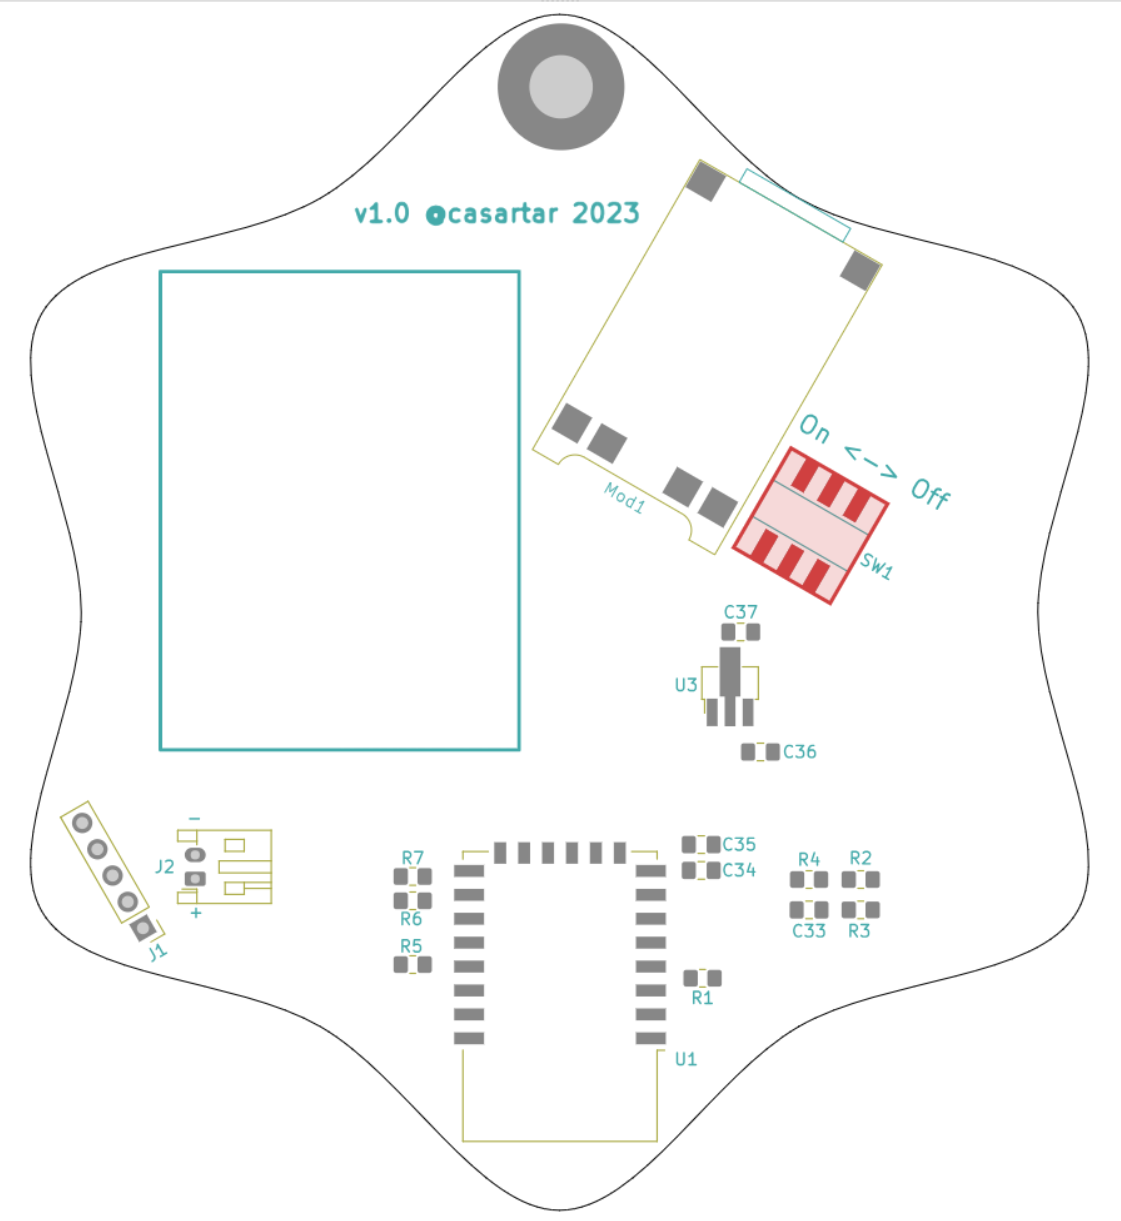 v1.0 @casartar 2023
On <-> Off
Mod1
SW1
C37
U3
C36
-
J2
+
J1
R7
R6
R5
C35
C34
R4 R2
C33 R3
R1
U1